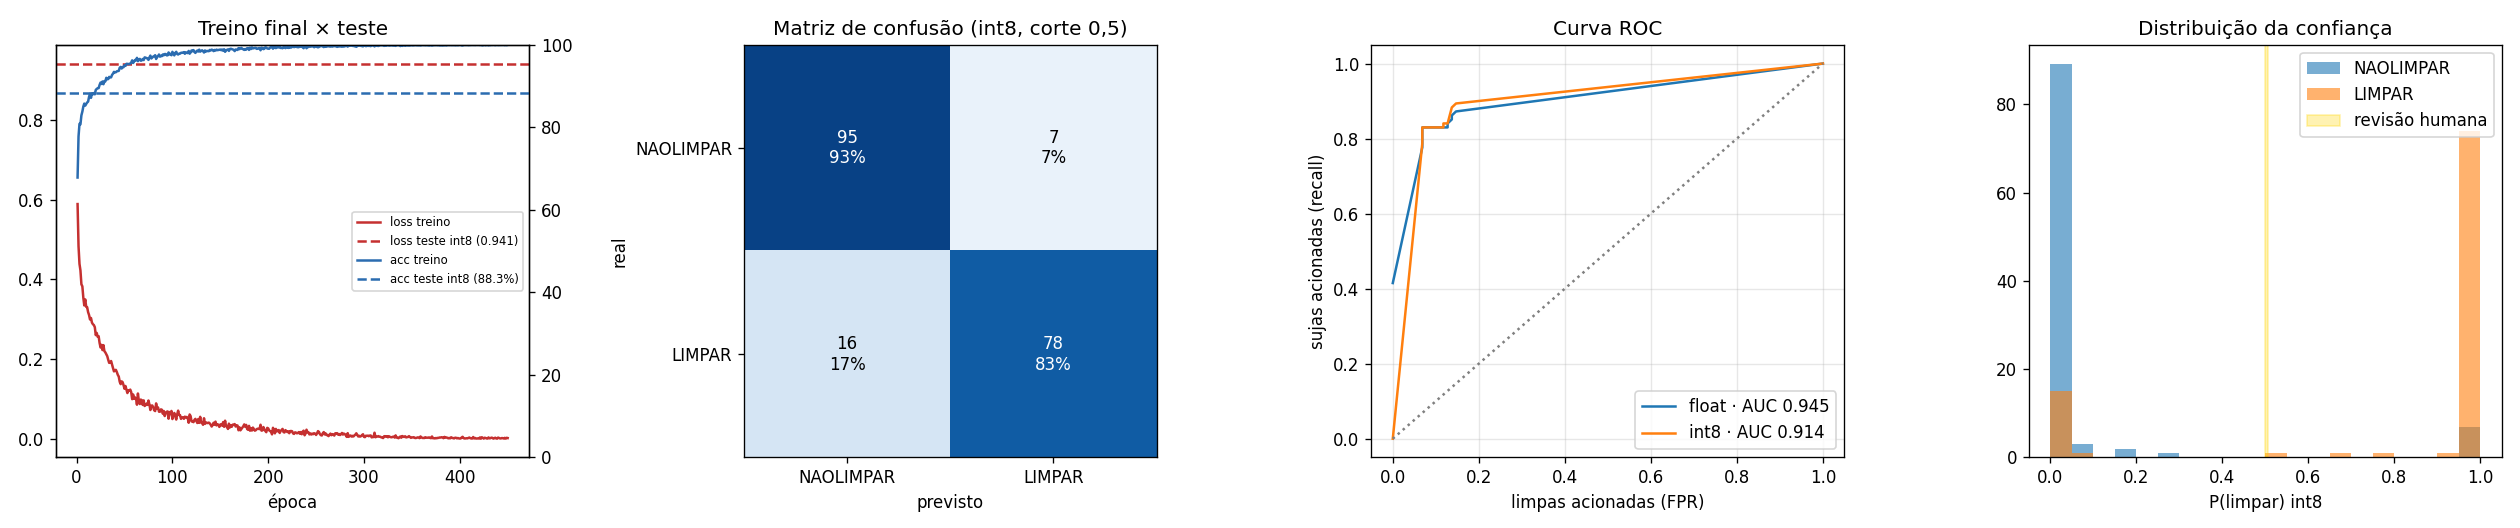 Treino final × teste
0.8
0.6
0.4
0.2
0.0
100
80
60
40
20
0
loss treino
loss teste int8 (0.941)
acc treino
acc teste int8 (88.3%)
0
100
200
300
400
época
Matriz de confusão (int8, corte 0,5)
real
NAOLIMPAR
LIMPAR
95
93%
7
7%
16
17%
78
83%
NAOLIMPAR
LIMPAR
previsto
Curva ROC
sujas acionadas (recall)
1.0
0.8
0.6
0.4
0.2
0.0
float · AUC 0.945
int8 · AUC 0.914
0.0
0.2
0.4
0.6
0.8
1.0
limpas acionadas (FPR)
Distribuição da confiança
80
60
40
20
0
NAOLIMPAR
LIMPAR
revisão humana
0.0
0.2
0.4
0.6
0.8
1.0
P(limpar) int8